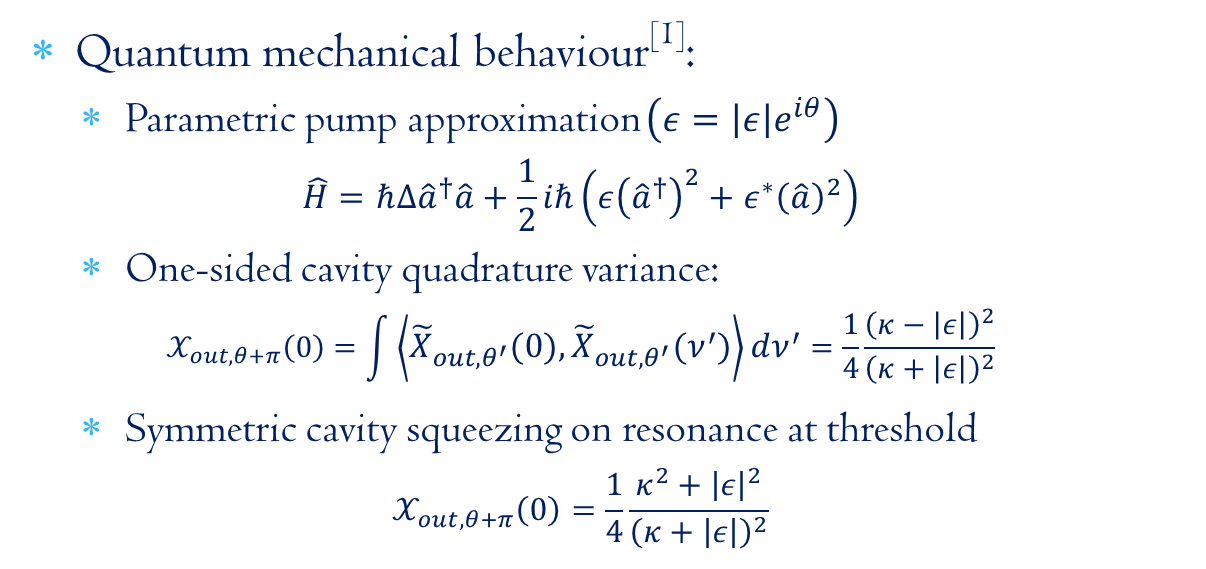 * Quantum mechanical behaviour[1]:
* Parametric pump approximation (ϵ = |ϵ|e^{iθ})
Ĥ = ħΔâ†â + 1/2 iħ (ϵ(â†)² + ϵ*(â)²)
* One-sided cavity quadrature variance:
𝒳_{out,θ+π}(0) = ∫ ⟨X̃_{out,θ′}(0), X̃_{out,θ′}(ν′)⟩ dν′ = 1/4 (κ − |ϵ|)²/(κ + |ϵ|)²
* Symmetric cavity squeezing on resonance at threshold
𝒳_{out,θ+π}(0) = 1/4 (κ² + |ϵ|²)/(κ + |ϵ|)²